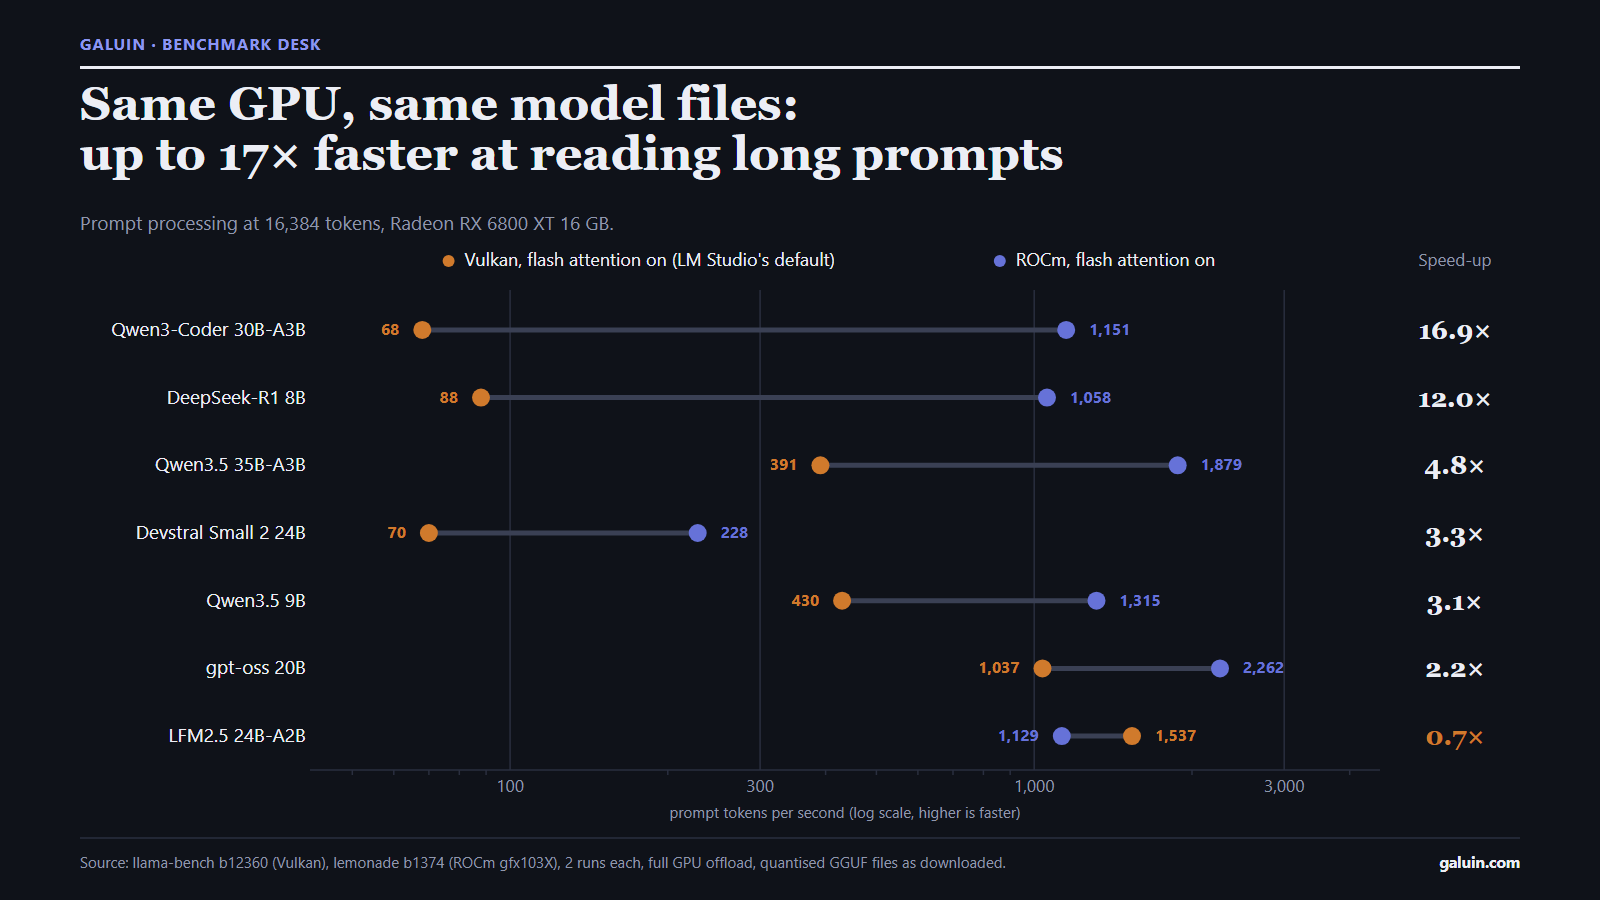 GALUIN · BENCHMARK DESK
Same GPU, same model files:
up to 17× faster at reading long prompts
Prompt processing at 16,384 tokens, Radeon RX 6800 XT 16 GB.
Vulkan, flash attention on (LM Studio's default) ROCm, flash attention on Speed-up
Qwen3-Coder 30B-A3B 68 1,151 16.9×
DeepSeek-R1 8B 88 1,058 12.0×
Qwen3.5 35B-A3B 391 1,879 4.8×
Devstral Small 2 24B 70 228 3.3×
Qwen3.5 9B 430 1,315 3.1×
gpt-oss 20B 1,037 2,262 2.2×
LFM2.5 24B-A2B 1,129 1,537 0.7×
100 300 1,000 3,000
prompt tokens per second (log scale, higher is faster)
Source: llama-bench b12360 (Vulkan), lemonade b1374 (ROCm gfx103X), 2 runs each, full GPU offload, quantised GGUF files as downloaded. galuin.com